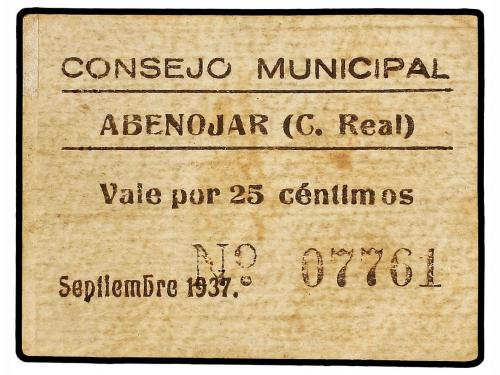 CONSEJO MUNICIPAL
ABENOJAR (C. Real)
Vale por 25 céntimos
Nº 07761
Septiembre 1937.